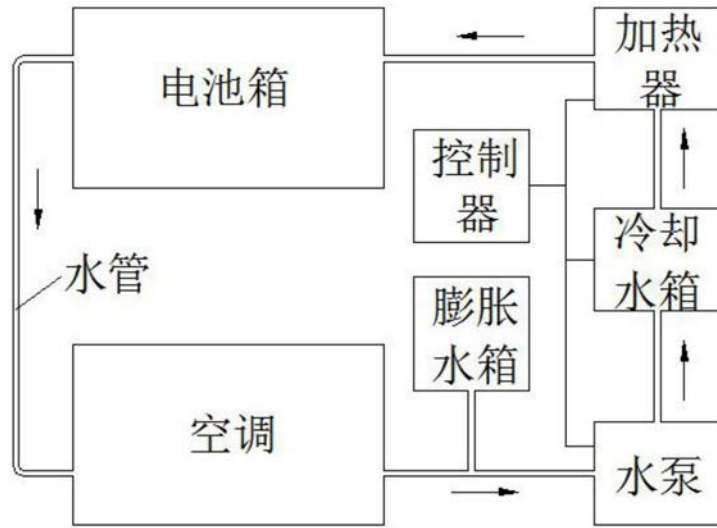 电池箱
加热
器
控制
器
冷却
水箱
水管
膨胀
水箱
空调
水泵